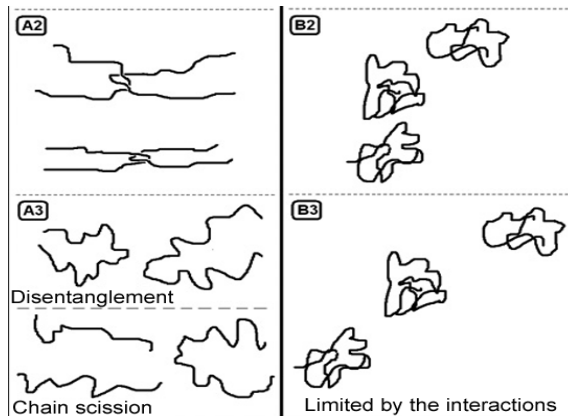 A2
B2
A3
B3
Disentanglement
Chain scission
Limited by the interactions